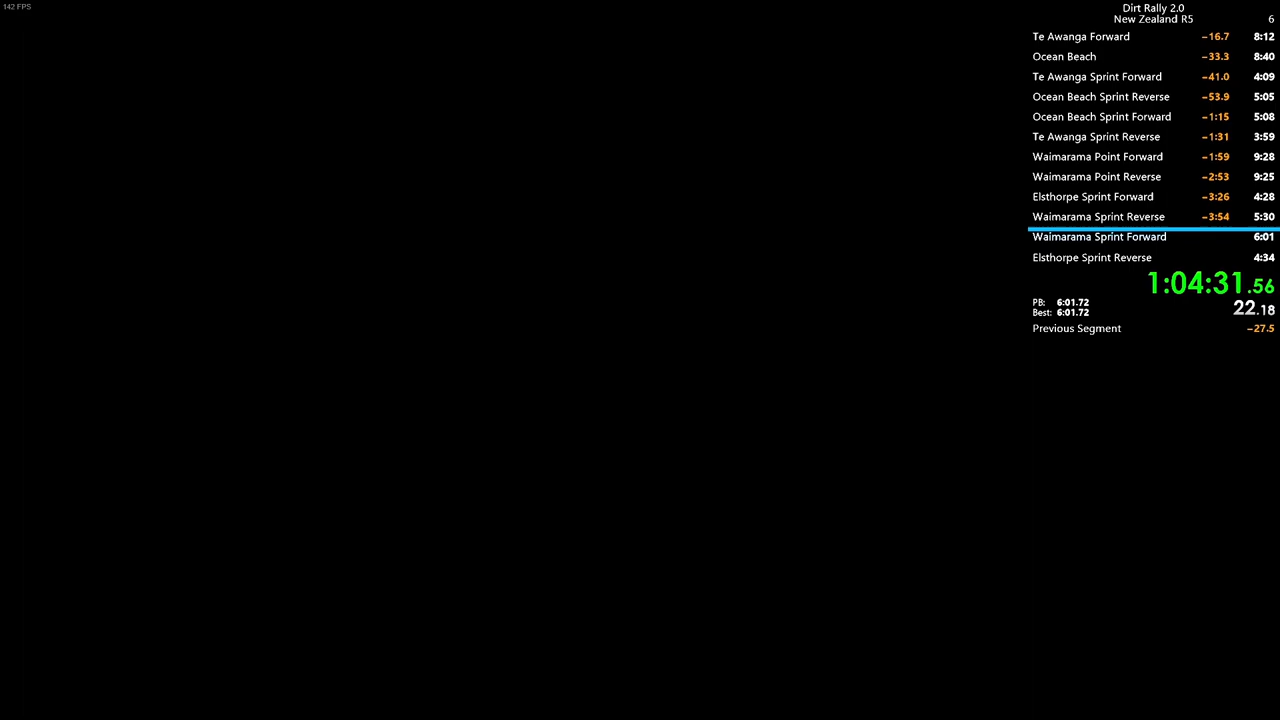 142 FPS
Dirt Rally 2.0
New Zealand R5 6
Te Awanga Forward −16.7 8:12
Ocean Beach −33.3 8:40
Te Awanga Sprint Forward −41.0 4:09
Ocean Beach Sprint Reverse −53.9 5:05
Ocean Beach Sprint Forward −1:15 5:08
Te Awanga Sprint Reverse −1:31 3:59
Waimarama Point Forward −1:59 9:28
Waimarama Point Reverse −2:53 9:25
Elsthorpe Sprint Forward −3:26 4:28
Waimarama Sprint Reverse −3:54 5:30
Waimarama Sprint Forward 6:01
Elsthorpe Sprint Reverse 4:34
1:04:31.56
PB: 6:01.72 22.18
Best: 6:01.72
Previous Segment −27.5